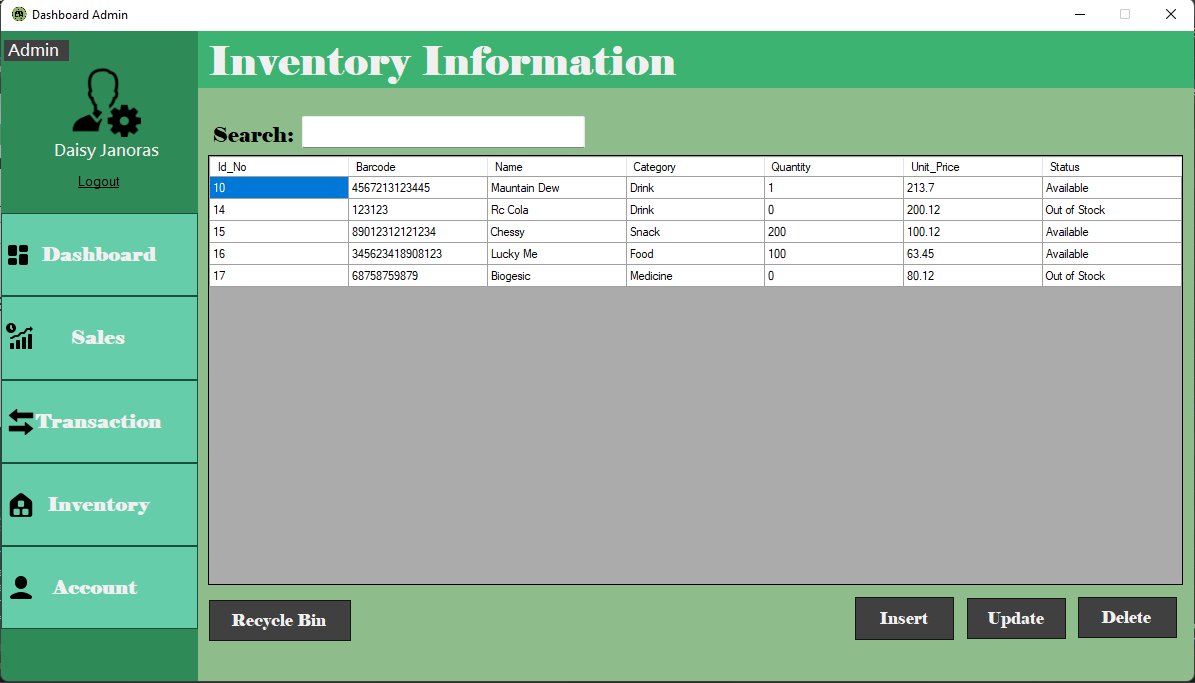 Dashboard Admin
Admin
Daisy Janoras
Logout
Dashboard
Sales
Transaction
Inventory
Account
Inventory Information
Search:
Id_No Barcode Name Category Quantity Unit_Price Status
10 4567213123445 Mauntain Dew Drink 1 213.7 Available
14 123123 Rc Cola Drink 0 200.12 Out of Stock
15 89012312121234 Chessy Snack 200 100.12 Available
16 345623418908123 Lucky Me Food 100 63.45 Available
17 68758759879 Biogesic Medicine 0 80.12 Out of Stock
Recycle Bin Insert Update Delete